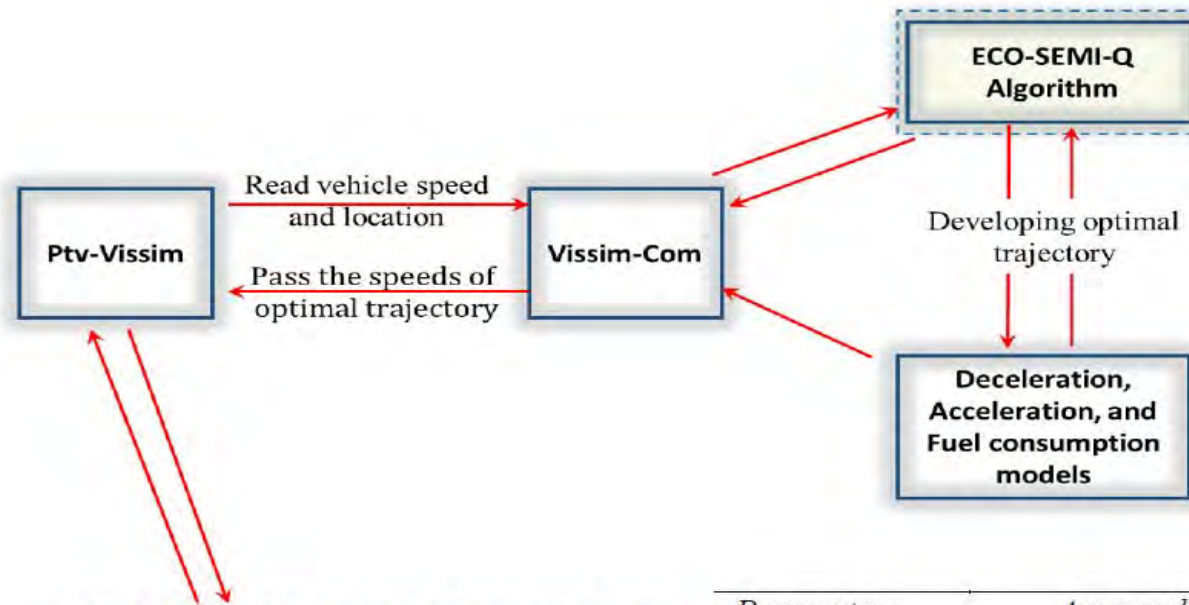 ECO-SEMI-Q
Algorithm
Read vehicle speed
and location
Ptv-Vissim
Vissim-Com
Pass the speeds of
optimal trajectory
Developing optimal
trajectory
Deceleration,
Acceleration, and
Fuel consumption
models